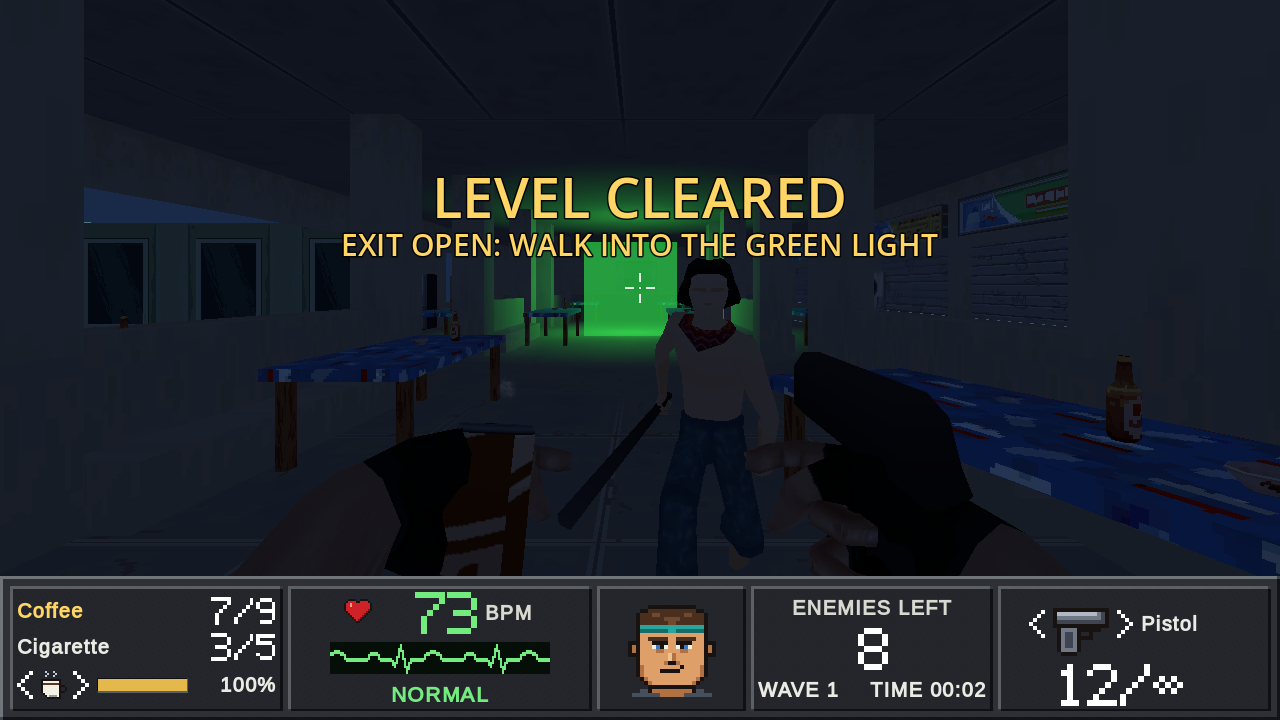 LEVEL CLEARED
EXIT OPEN: WALK INTO THE GREEN LIGHT
Coffee 7/9
Cigarette 3/5
100%
73 BPM
NORMAL
ENEMIES LEFT
8
WAVE 1 TIME 00:02
Pistol
12/∞